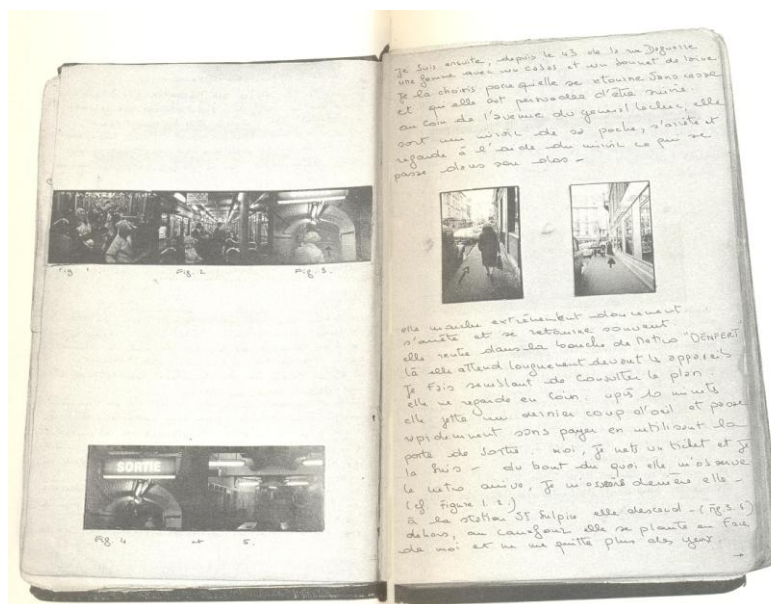 Fig. 1
Fig. 2
Fig. 3.
SORTIE
Fig. 4 et 5.
Je suis ensuite, depuis le 43 de la rue Daguerre
une femme avec un cabas et un bonnet de laine
Je la choisis parce qu'elle se retourne sans cesse
et qu'elle est persuadée d'être suivie.
au coin de l'avenue du général Leclerc, elle
sort un miroir de sa poche, s'arrête et
regarde à l'aide du miroir ce qui se
passe dans son dos -
elle marche extrêmement doucement
s'arrête et se retourne souvent
elle rentre dans la bouche de Métro "DENFERT"
là elle attend longuement devant les appareils
Je fais semblant de consulter le plan.
elle me regarde en coin. après 10 minutes
elle jette un dernier coup d'oeil et passe
rapidement sans payer en utilisant la
porte de sortie. moi, je mets un ticket et je
la suis - du bout du quai elle m'observe
le métro arrive, je m'assois derrière elle -
(cf Figure 1. 2.)
à la station St Sulpice elle descend - (Fig. 3. 4)
dehors, au carrefour elle se plante en face
de moi et ne me quitte plus des yeux.
→